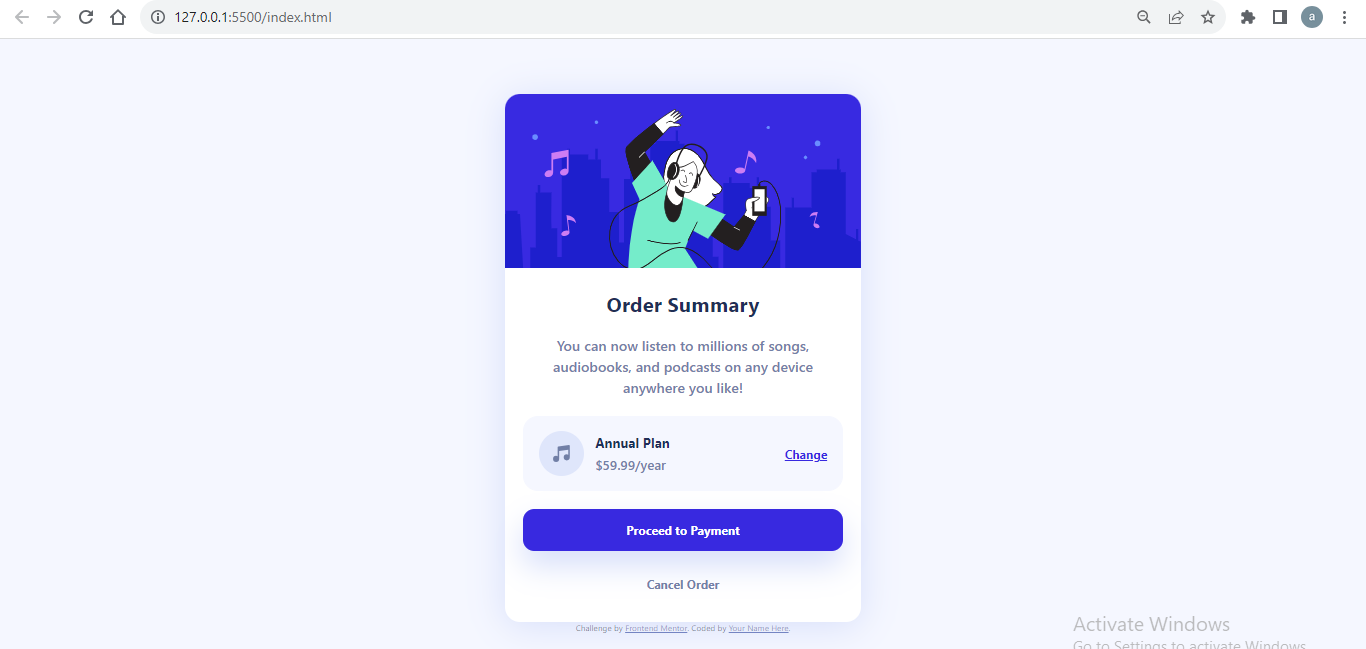 127.0.0.1:5500/index.html
a
Order Summary
You can now listen to millions of songs,
audiobooks, and podcasts on any device
anywhere you like!
Annual Plan
$59.99/year
Change
Proceed to Payment
Cancel Order
Challenge by Frontend Mentor. Coded by Your Name Here.
Activate Windows
Go to Settings to activate Windows.